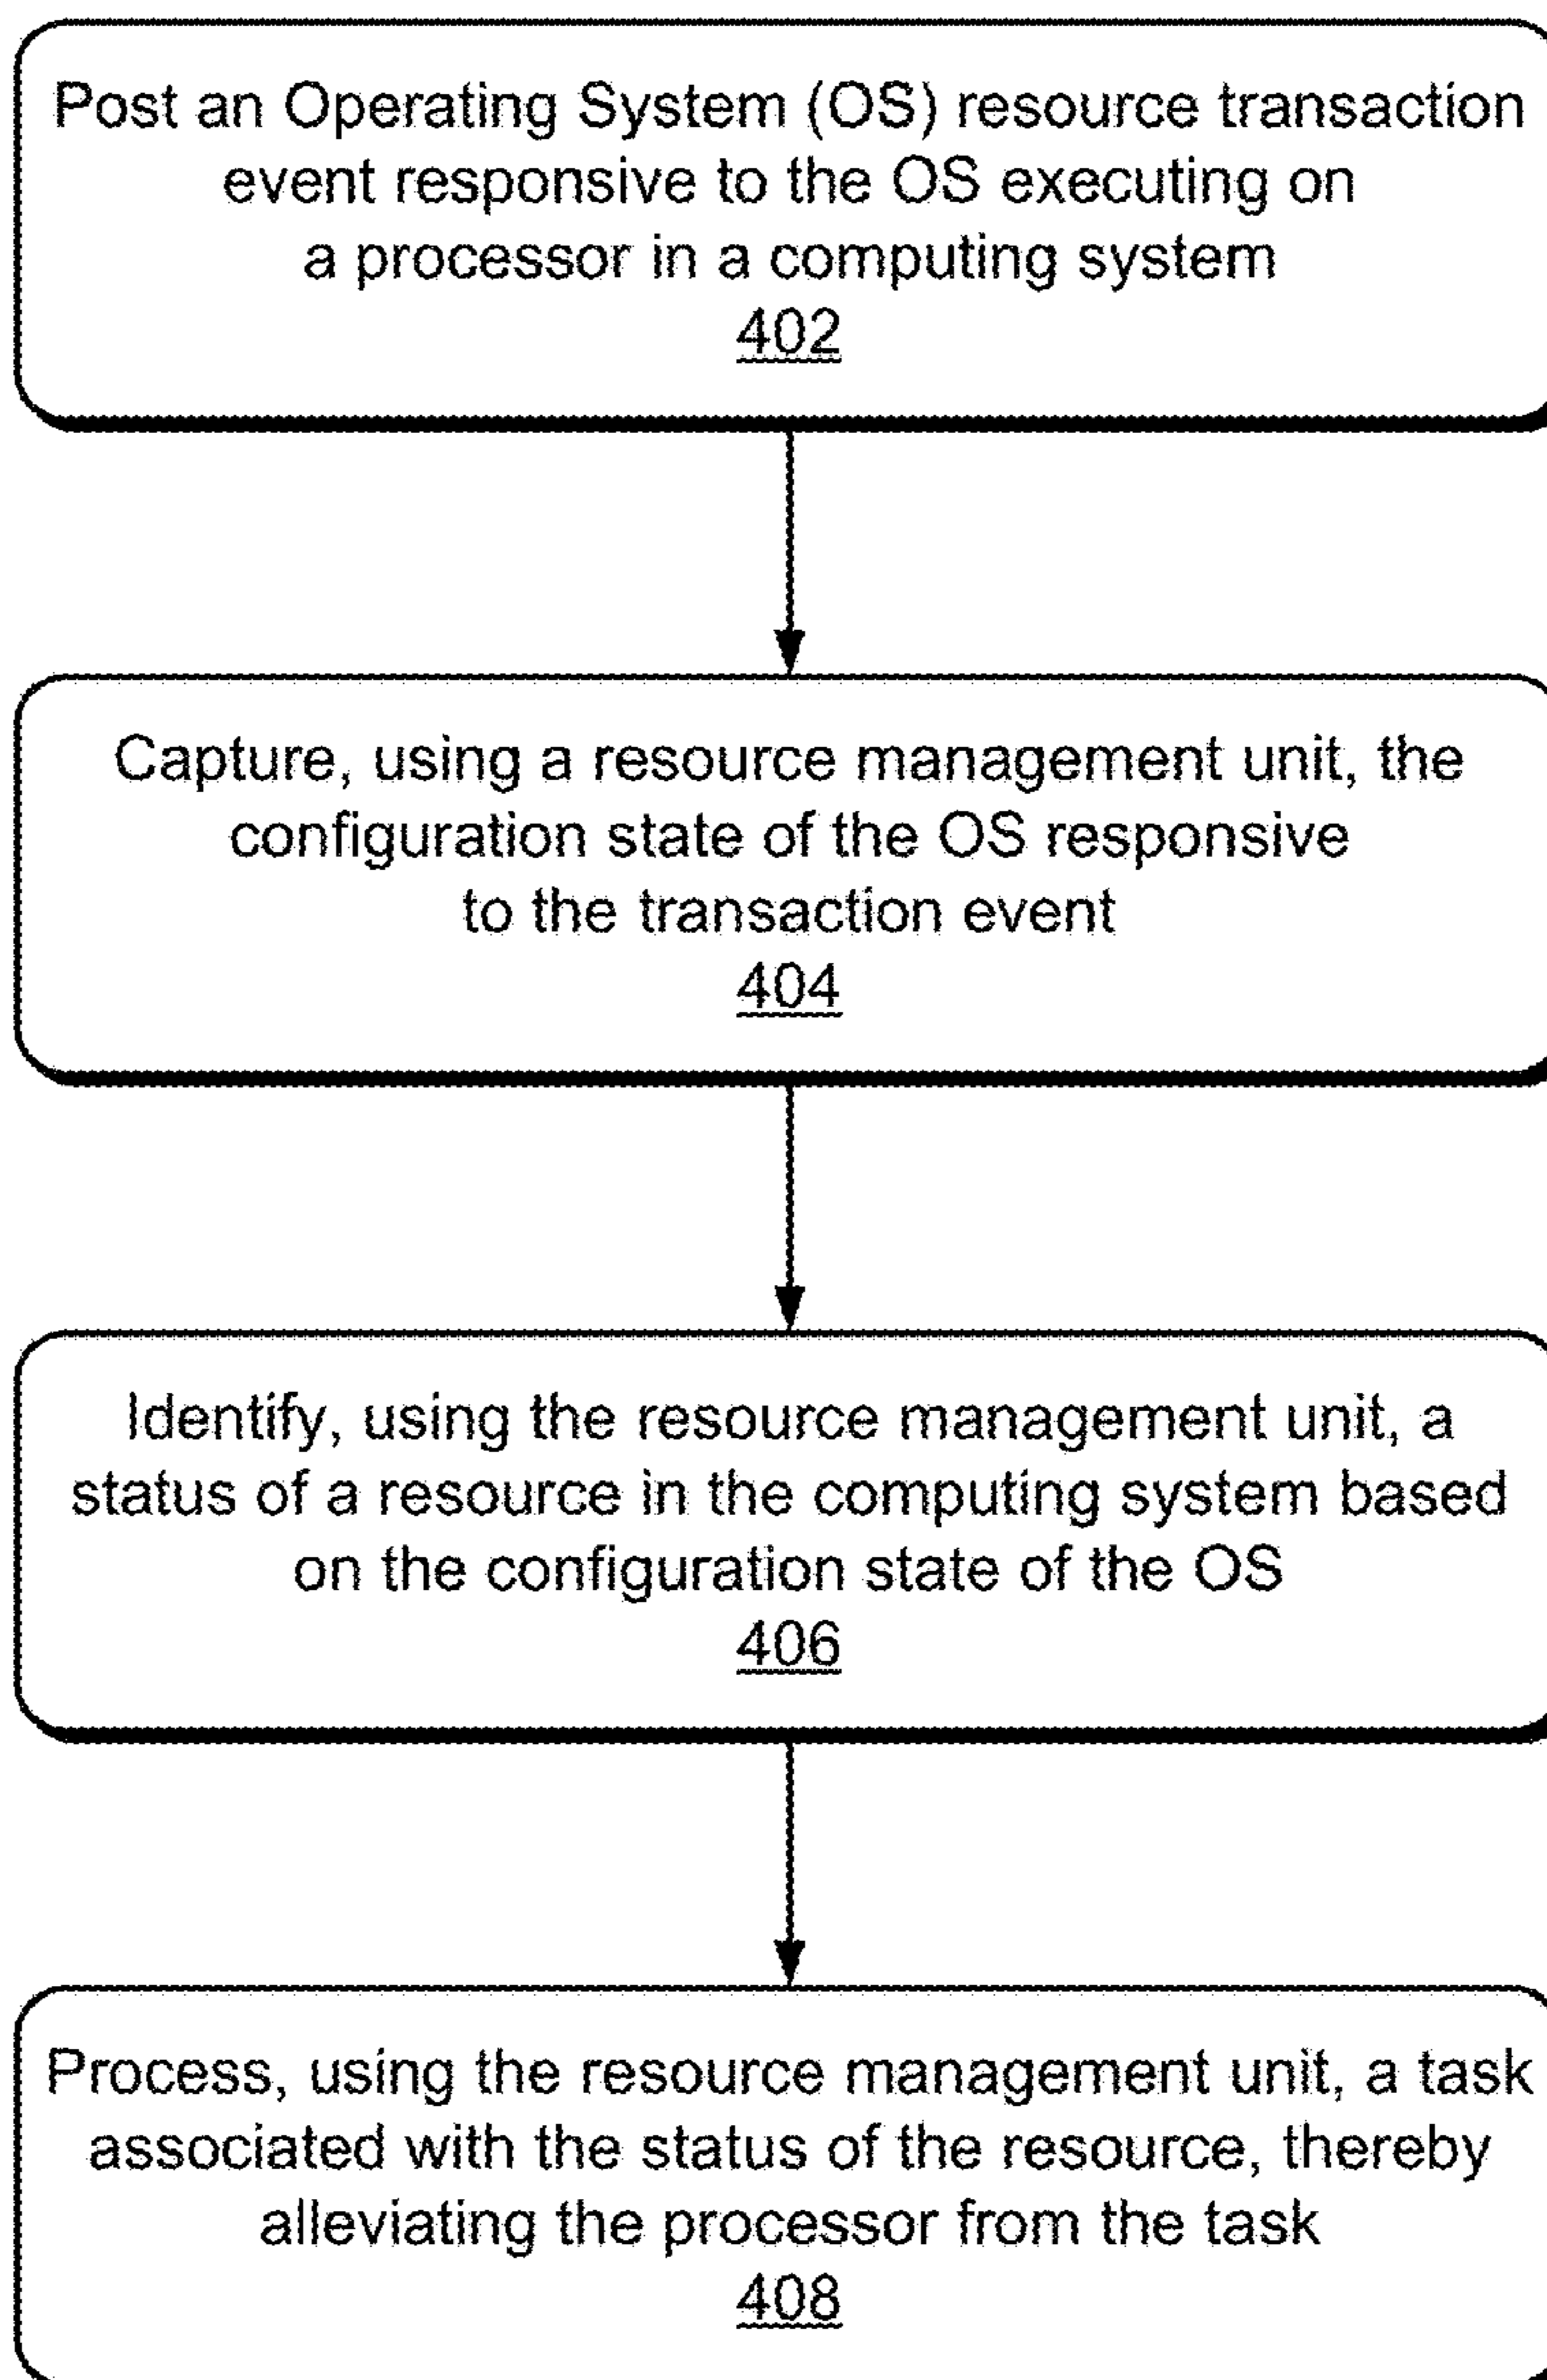 Post an Operating System (OS) resource transaction
event responsive to the OS executing on
a processor in a computing system
402
Capture, using a resource management unit, the
configuration state of the OS responsive
to the transaction event
404
Identify, using the resource management unit, a
status of a resource in the computing system based
on the configuration state of the OS
406
Process, using the resource management unit, a task
associated with the status of the resource, thereby
alleviating the processor from the task
408